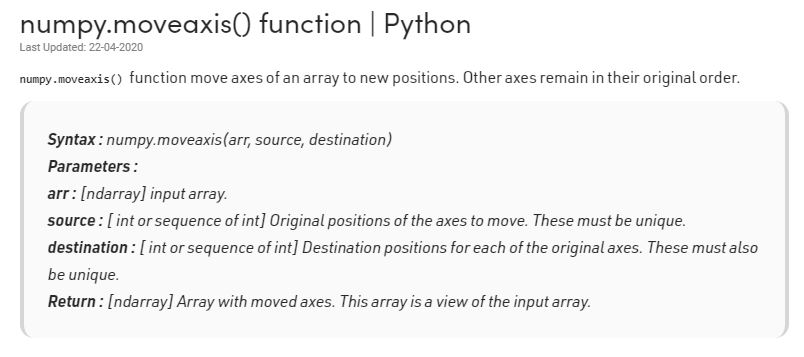 numpy.moveaxis() function | Python
Last Updated: 22-04-2020
numpy.moveaxis() function move axes of an array to new positions. Other axes remain in their original order.
Syntax : numpy.moveaxis(arr, source, destination)
Parameters :
arr : [ndarray] input array.
source : [ int or sequence of int] Original positions of the axes to move. These must be unique.
destination : [ int or sequence of int] Destination positions for each of the original axes. These must also
be unique.
Return : [ndarray] Array with moved axes. This array is a view of the input array.